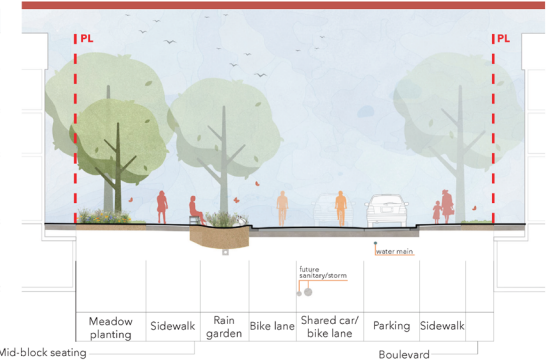 PL
PL
water main
future
sanitary/storm
Meadow
planting
Sidewalk
Rain
garden
Bike lane
Shared car/
bike lane
Parking
Sidewalk
Mid-block seating
Boulevard